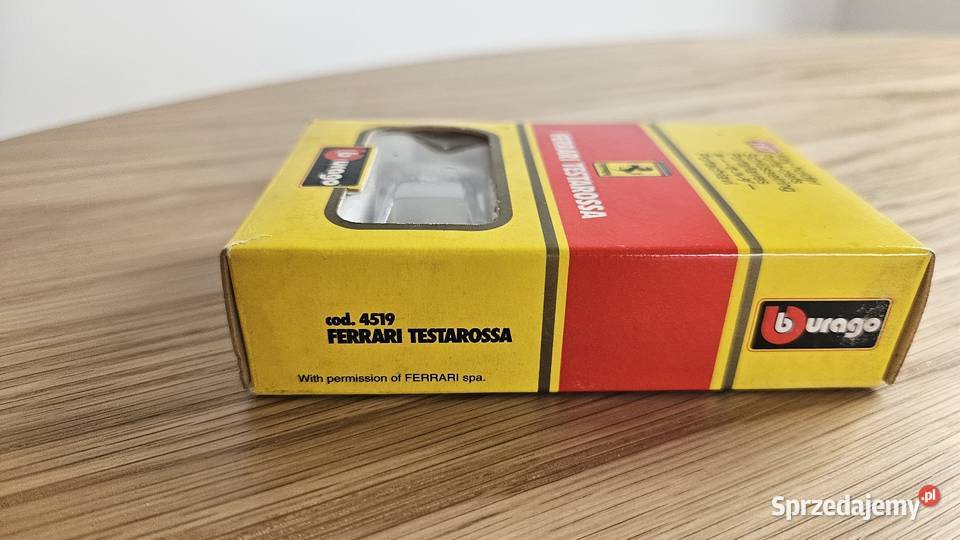 burago
FERRARI TESTAROSSA
cod. 4519
FERRARI TESTAROSSA
With permission of FERRARI spa.
burago
Sprzedajemy.pl